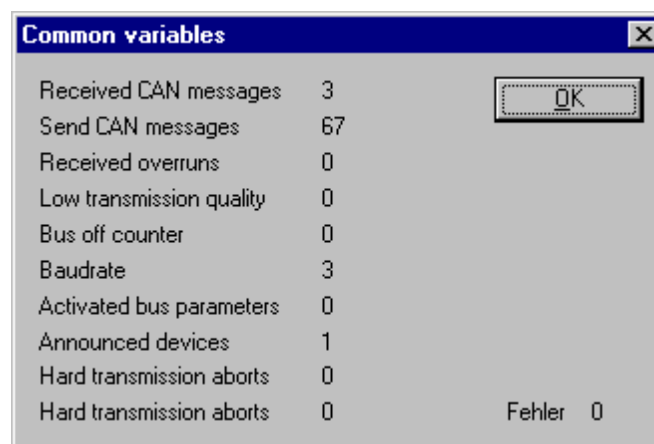 Common variables
Received CAN messages 3
OK
Send CAN messages 67
Received overruns 0
Low transmission quality 0
Bus off counter 0
Baudrate 3
Activated bus parameters 0
Announced devices 1
Hard transmission aborts 0
Hard transmission aborts 0 Fehler 0